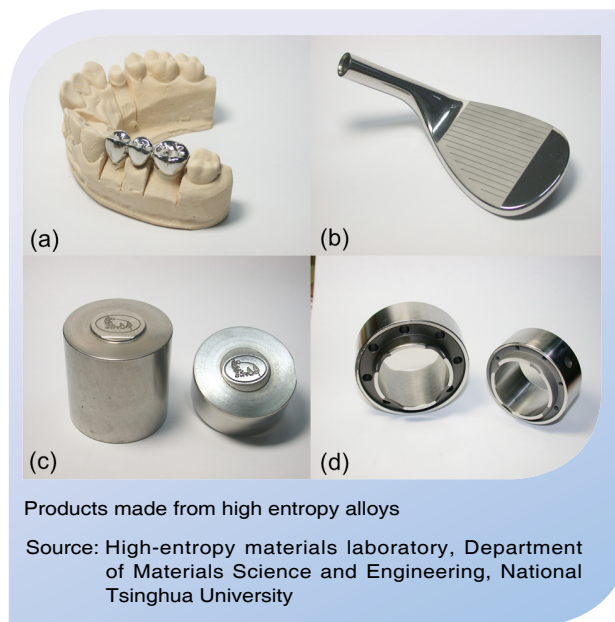 (a)
(b)
(c)
(d)
Products made from high entropy alloys
Source: High-entropy materials laboratory, Department
of Materials Science and Engineering, National
Tsinghua University